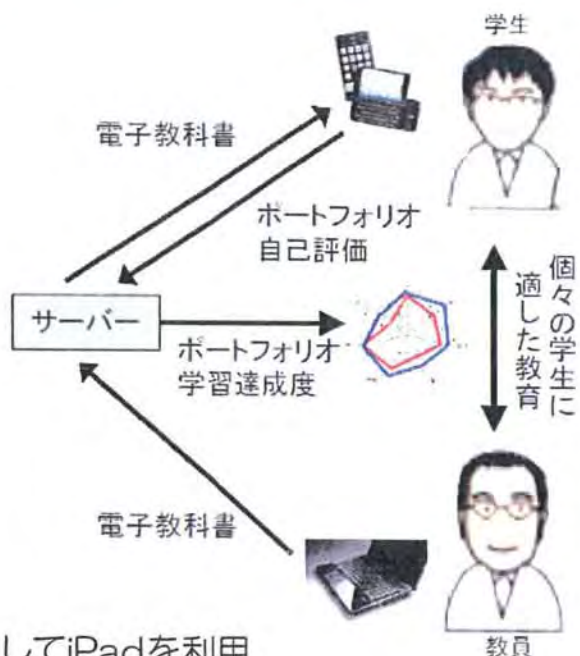 学生
電子教科書
ポートフォリオ
自己評価
サーバー
ポートフォリオ
学習達成度
個々の学生に
適した教育
電子教科書
教員
してiPadを利用